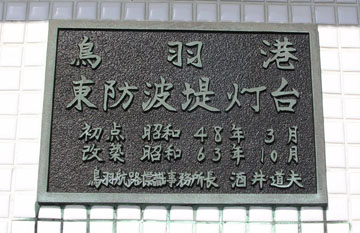 鳥羽港
東防波堤灯台
初点 昭和 48年 3月
改築 昭和 63年 10月
鳥羽航路標識事務所長 酒井道夫